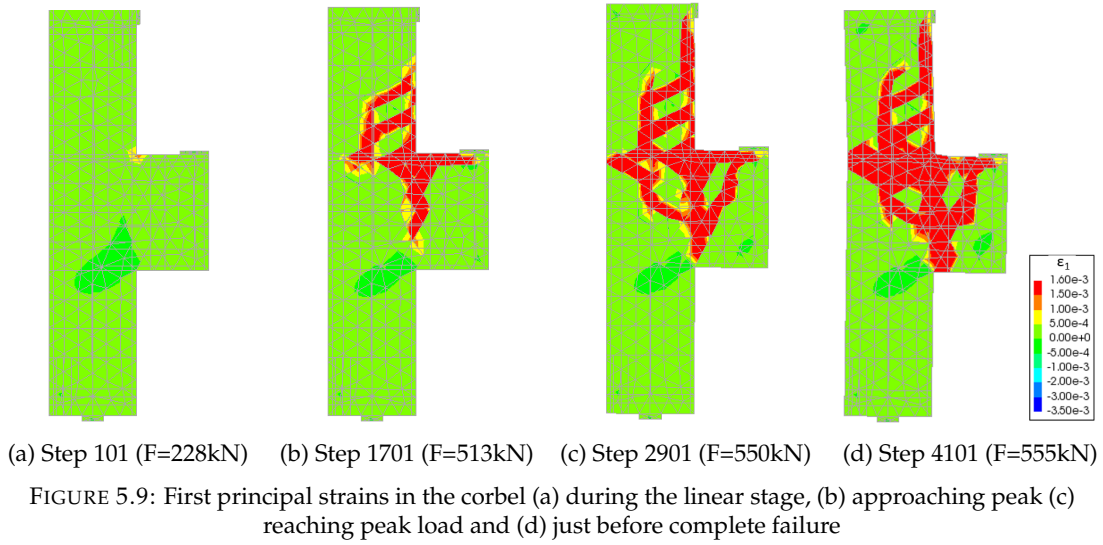 ε1
1.60e-3
1.50e-3
5.00e-4
0.00e+0
-5.00e-4
-1.00e-3
-2.00e-3
-3.00e-3
-3.50e-3
(a) Step 101 (F=228kN) (b) Step 1701 (F=513kN) (c) Step 2901 (F=550kN) (d) Step 4101 (F=555kN)
FIGURE 5.9: First principal strains in the corbel (a) during the linear stage, (b) approaching peak (c)
reaching peak load and (d) just before complete failure